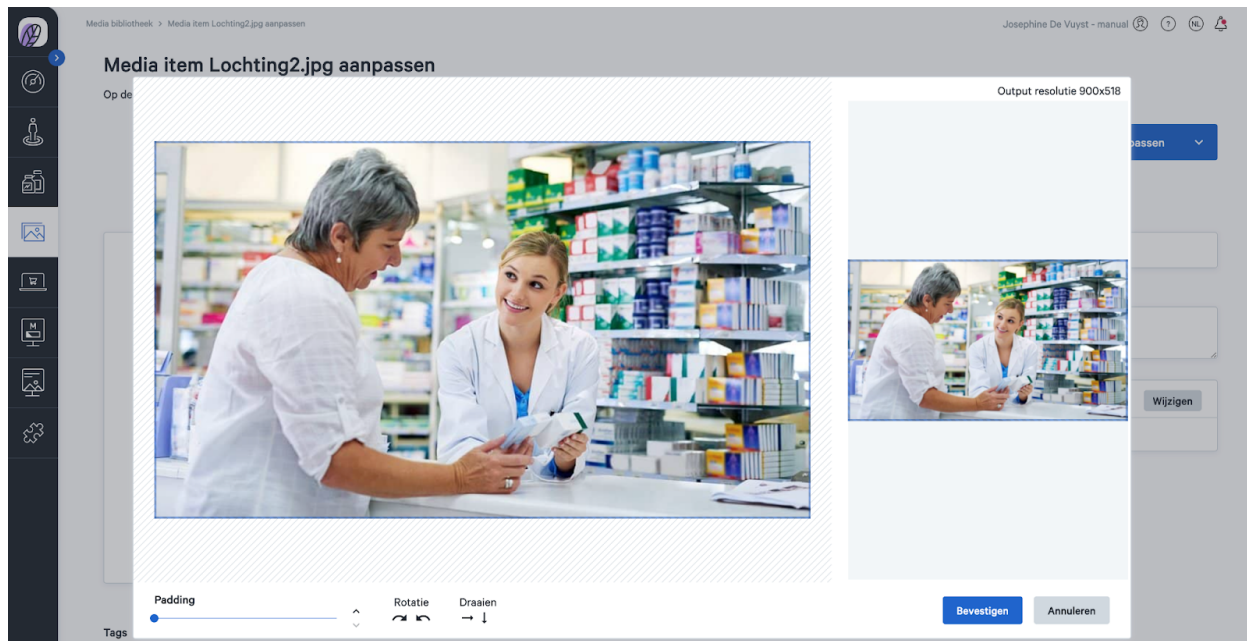 Media bibliotheek > Media item Lochting2.jpg aanpassen
Josephine De Vuyst - manual
?
NL
Media item Lochting2.jpg aanpassen
Op de
Output resolutie 900x518
passen
Wijzigen
M
Padding
Rotatie
Draaien
Bevestigen
Annuleren
Tags